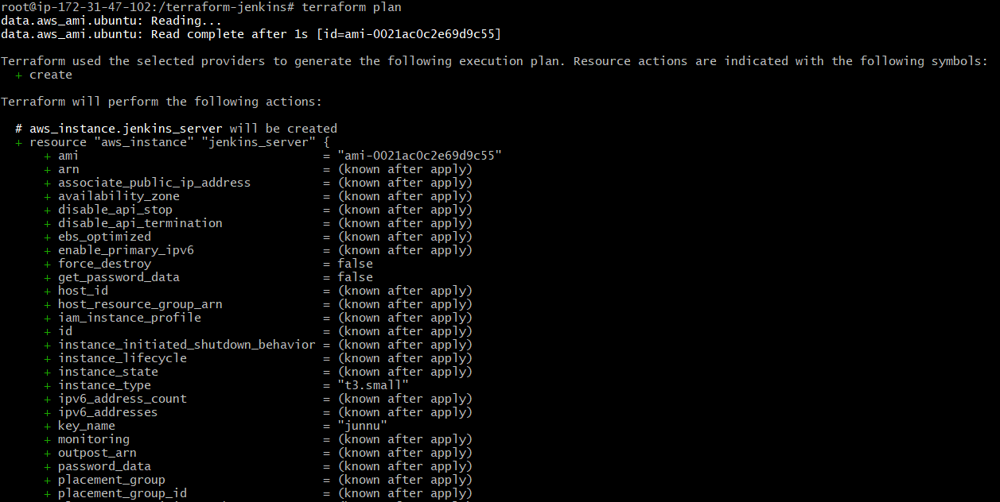 root@ip-172-31-47-102:/terraform-jenkins# terraform plan
data.aws_ami.ubuntu: Reading...
data.aws_ami.ubuntu: Read complete after 1s [id=ami-0021ac0c2e69d9c55]
Terraform used the selected providers to generate the following execution plan. Resource actions are indicated with the following symbols:
+ create
Terraform will perform the following actions:
# aws_instance.jenkins_server will be created
+ resource "aws_instance" "jenkins_server" {
+ ami = "ami-0021ac0c2e69d9c55"
+ arn = (known after apply)
+ associate_public_ip_address = (known after apply)
+ availability_zone = (known after apply)
+ disable_api_stop = (known after apply)
+ disable_api_termination = (known after apply)
+ ebs_optimized = (known after apply)
+ enable_primary_ipv6 = (known after apply)
+ force_destroy = false
+ get_password_data = false
+ host_id = (known after apply)
+ host_resource_group_arn = (known after apply)
+ iam_instance_profile = (known after apply)
+ id = (known after apply)
+ instance_initiated_shutdown_behavior = (known after apply)
+ instance_lifecycle = (known after apply)
+ instance_state = (known after apply)
+ instance_type = "t3.small"
+ ipv6_address_count = (known after apply)
+ ipv6_addresses = (known after apply)
+ key_name = "junnu"
+ monitoring = (known after apply)
+ outpost_arn = (known after apply)
+ password_data = (known after apply)
+ placement_group = (known after apply)
+ placement_group_id = (known after apply)